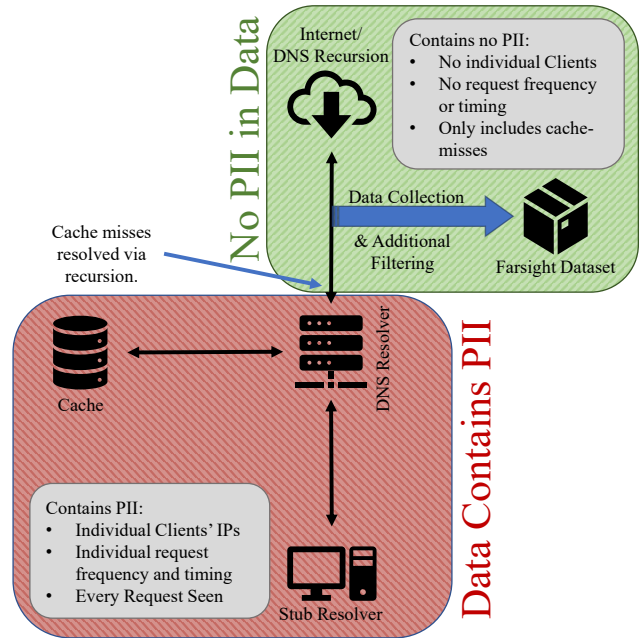 Internet/
DNS Recursion
Contains no PII:
• No individual Clients
• No request frequency
or timing
• Only includes cache-
misses
No PII in Data
Data Collection
& Additional
Filtering
Farsight Dataset
Cache misses
resolved via
recursion.
Cache
DNS Resolver
Data Contains PII
Contains PII:
• Individual Clients’ IPs
• Individual request
frequency and timing
• Every Request Seen
Stub Resolver